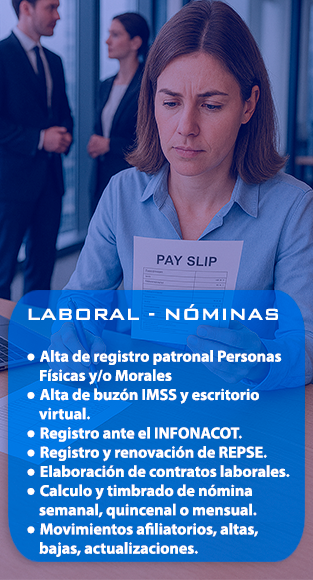 PAY SLIP
LABORAL - NÓMINAS
● Alta de registro patronal Personas
Físicas y/o Morales
● Alta de buzón IMSS y escritorio
virtual.
● Registro ante el INFONACOT.
● Registro y renovación de REPSE.
● Elaboración de contratos laborales.
● Calculo y timbrado de nómina
semanal, quincenal o mensual.
● Movimientos afiliatorios, altas,
bajas, actualizaciones.